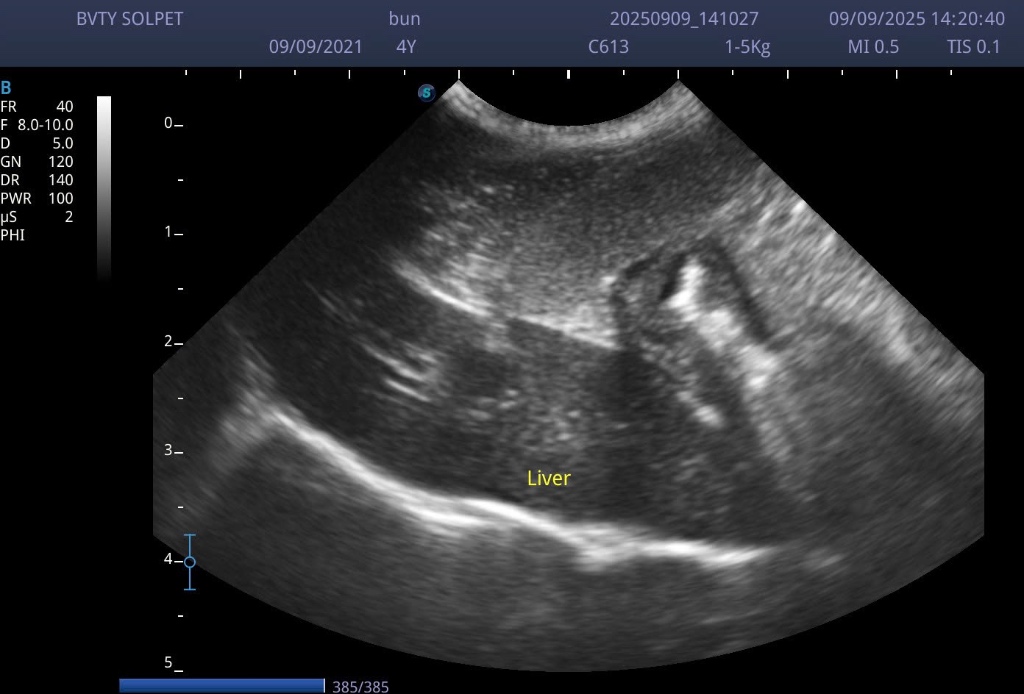 BVTY SOLPET bun 20250909_141027 09/09/2025 14:20:40
09/09/2021 4Y C613 1-5Kg MI 0.5 TIS 0.1
B
FR 40
F 8.0-10.0
D 5.0
GN 120
DR 140
PWR 100
µS 2
PHI
S
0
1
2
3
4
5
Liver
385/385